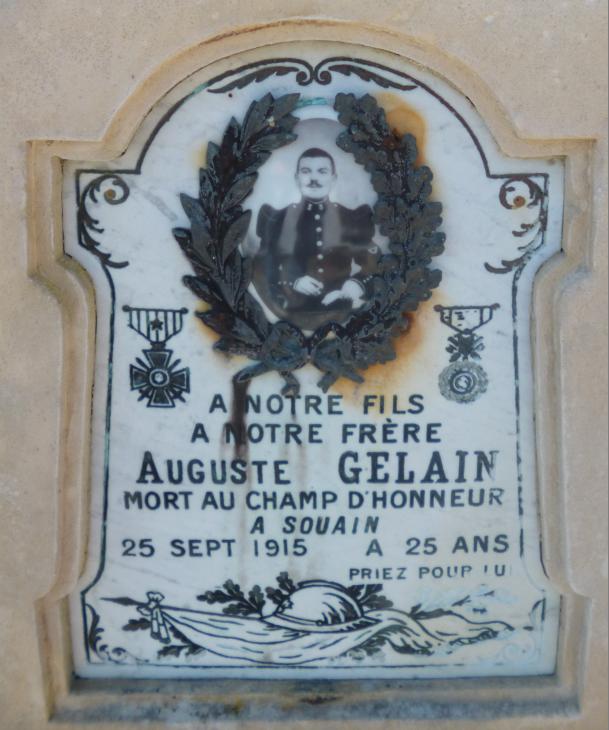 A NOTRE FILS
A NOTRE FRÈRE
AUGUSTE GELAIN
MORT AU CHAMP D'HONNEUR
A SOUAIN
25 SEPT 1915 A 25 ANS
PRIEZ POUR LUI